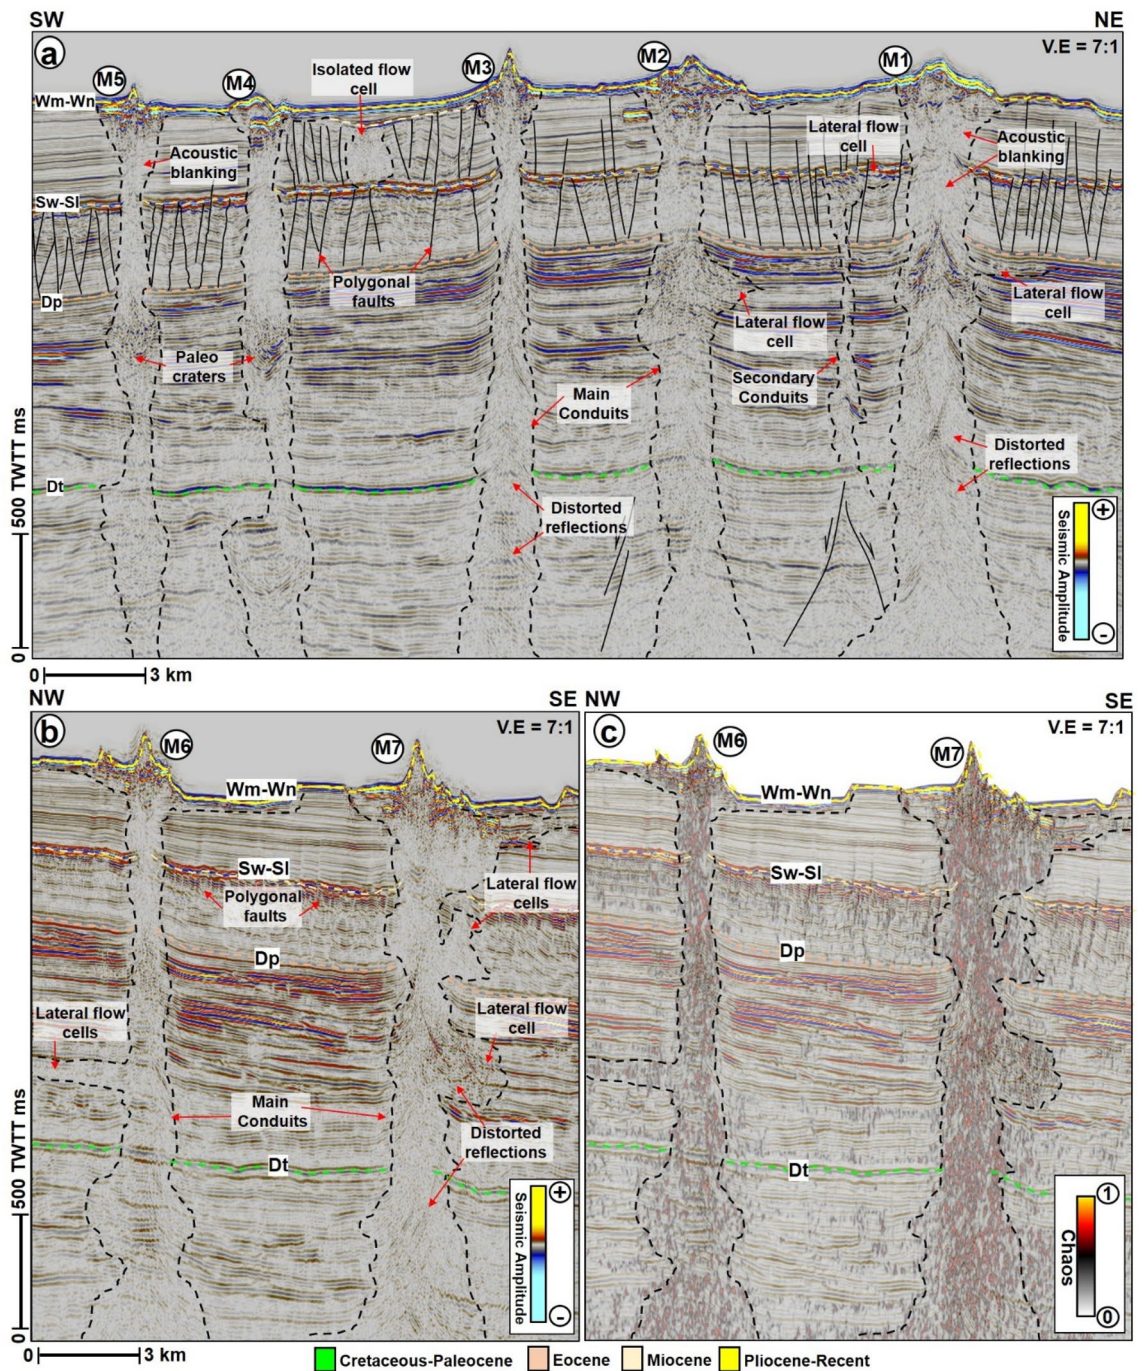 SW
NE
a
V.E = 7:1
M5
M4
Isolated flow
cell
M3
M2
M1
Wm-Wn
Acoustic
blanking
Lateral flow
cell
Acoustic
blanking
Sw-Sl
Polygonal
faults
Dp
Lateral flow
cell
Lateral flow
cell
Paleo
craters
Main
Conduits
Secondary
Conduits
Distorted
reflections
Dt
Distorted
reflections
500 TWTT ms
0
Seismic Amplitude
+
-
0
3 km
NW
SE
b
V.E = 7:1
M6
M7
Wm-Wn
Sw-Sl
Polygonal
faults
Lateral flow
cells
Dp
Lateral flow
cells
Lateral flow
cell
Main
Conduits
Distorted
reflections
Dt
500 TWTT ms
0
Seismic Amplitude
+
-
0
3 km
NW
SE
c
V.E = 7:1
M6
M7
Wm-Wn
Sw-Sl
Dp
Dt
Chaos
1
0
Cretaceous-Paleocene
Eocene
Miocene
Pliocene-Recent